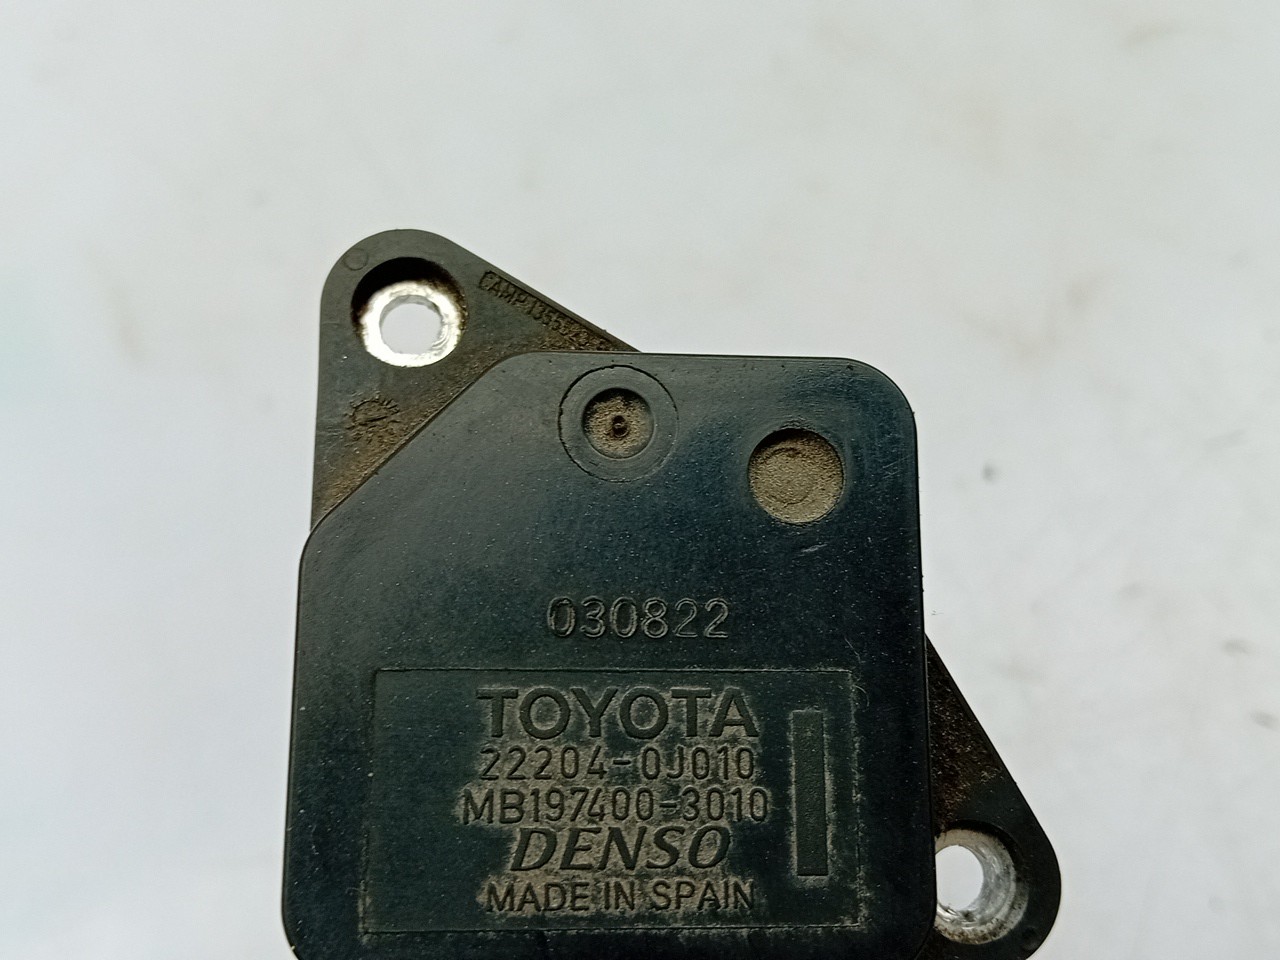 030822
TOYOTA
22204-0J010
MB197400-3010
DENSO
MADE IN SPAIN